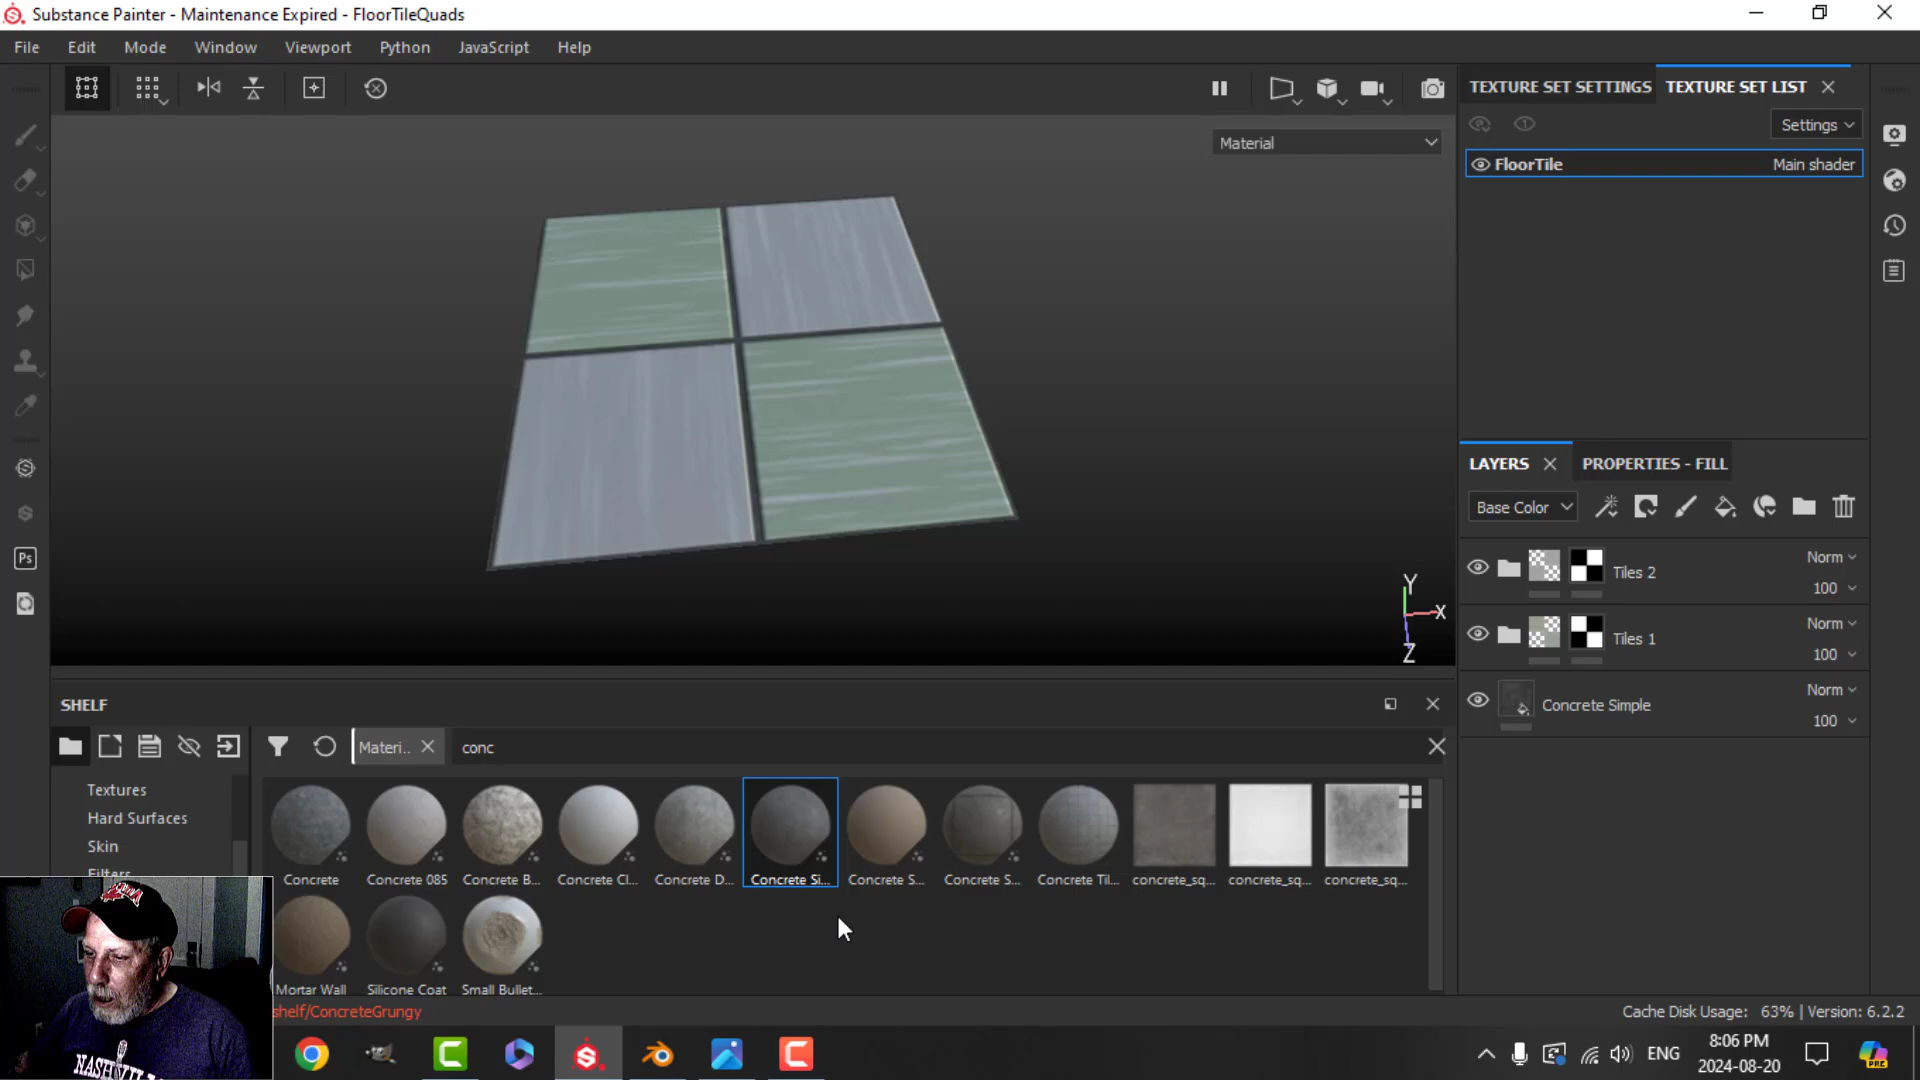 Substance Painter - Maintenance Expired - FloorTileQuads
File Edit Mode Window Viewport Python JavaScript Help
Material
TEXTURE SET SETTINGS TEXTURE SET LIST
Settings
FloorTile Main shader
Y
X
Z
LAYERS PROPERTIES - FILL
Base Color
Tiles 2 Norm
100
Tiles 1 Norm
100
Concrete Simple Norm
100
SHELF
Materi.. conc
Textures
Hard Surfaces
Skin
Filters
Concrete Concrete 085 Concrete B... Concrete Cl... Concrete D... Concrete Si... Concrete S... Concrete S... Concrete Til... concrete_sq... concrete_sq... concrete_sq...
Mortar Wall Silicone Coat Small Bullet...
shelf/ConcreteGrungy
Cache Disk Usage: 63% | Version: 6.2.2
Ps
NASHVILLE
ENG
8:06 PM
2024-08-20
PRE